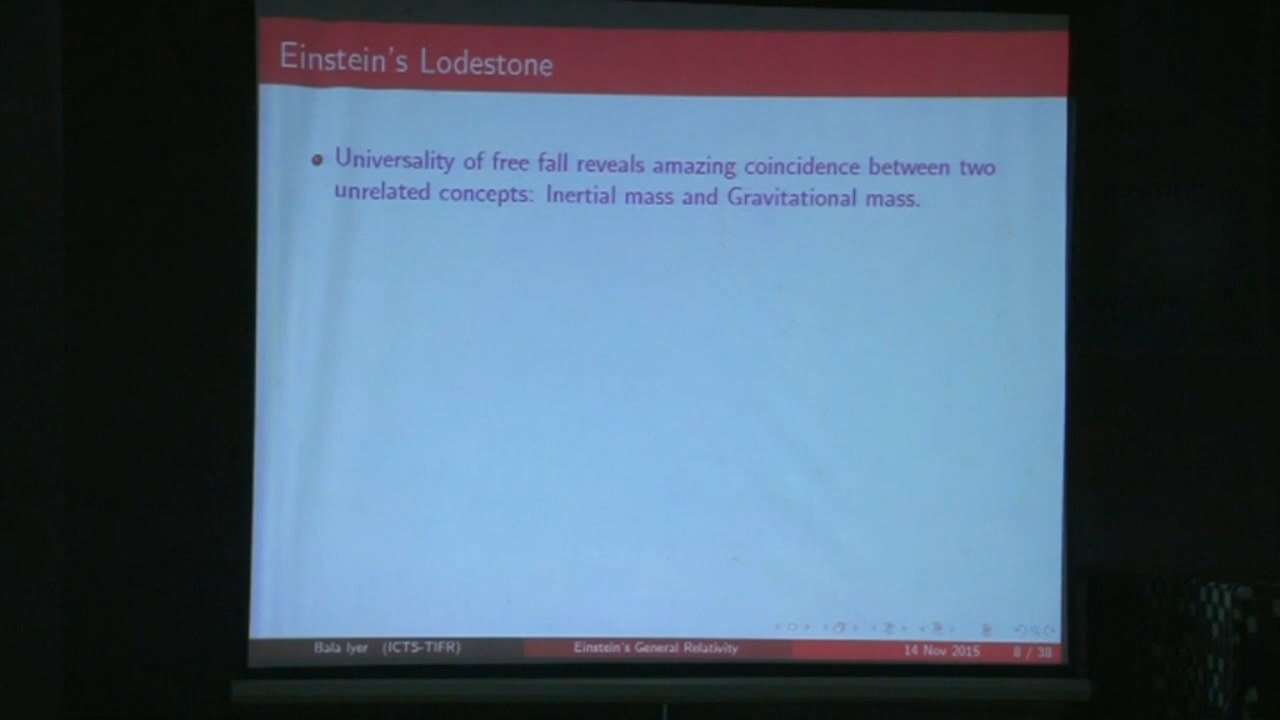 Einstein's Lodestone
Universality of free fall reveals amazing coincidence between two
unrelated concepts: Inertial mass and Gravitational mass.
Bala Iyer (ICTS-TIFR) Einstein's General Relativity 14 Nov 2015 8 / 38